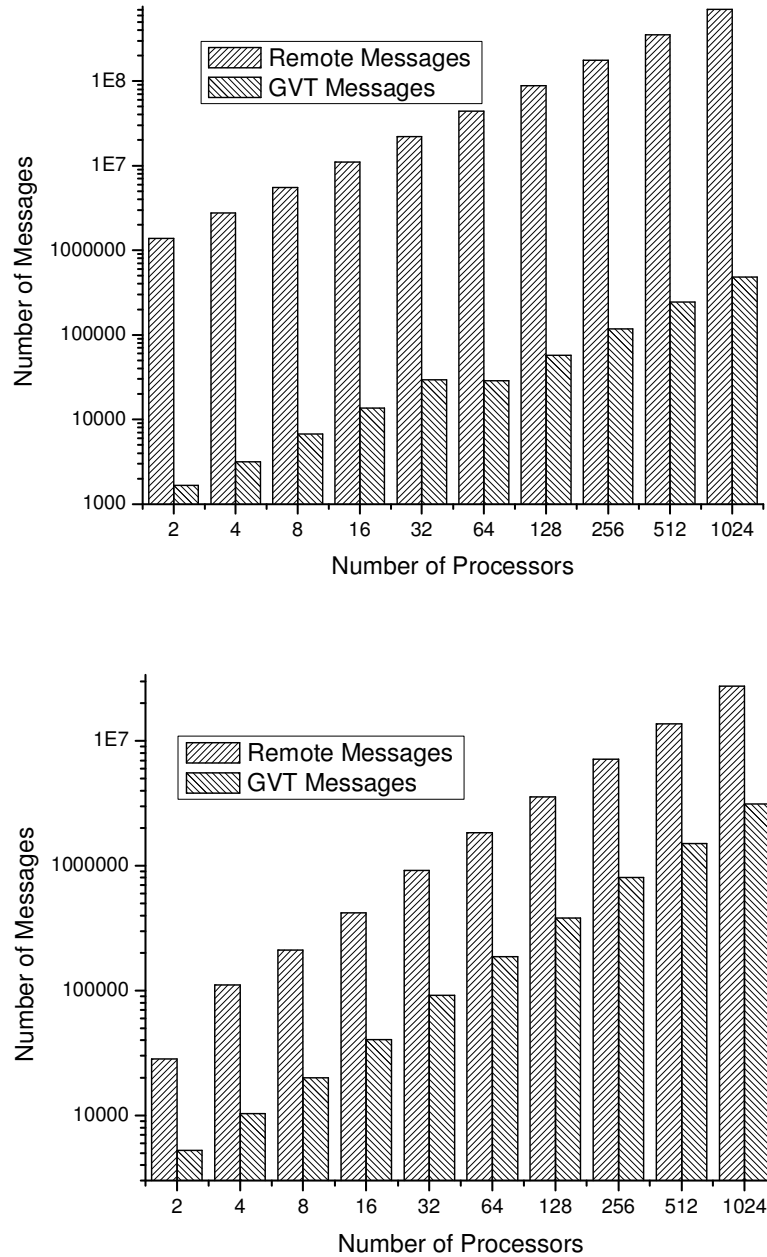 Remote Messages
GVT Messages
Number of Messages
1E8
1E7
1000000
100000
10000
1000
2 4 8 16 32 64 128 256 512 1024
Number of Processors
Remote Messages
GVT Messages
Number of Messages
1E7
1000000
100000
10000
2 4 8 16 32 64 128 256 512 1024
Number of Processors